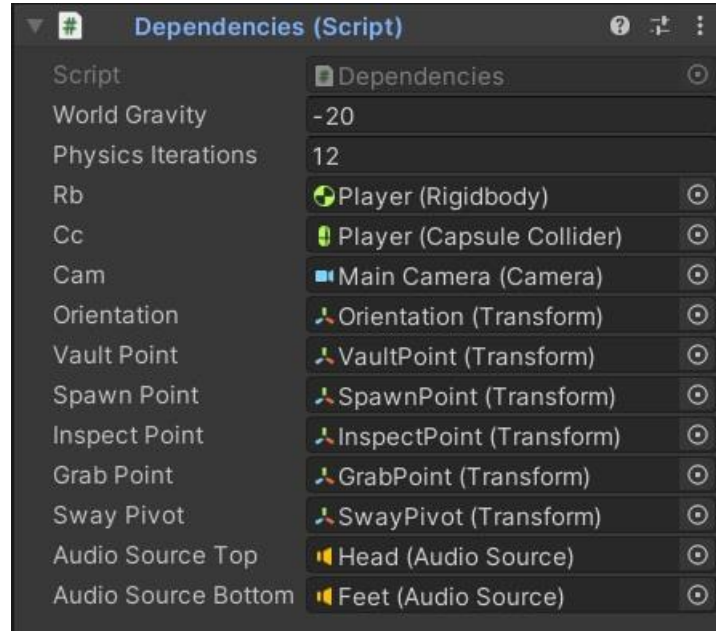 Dependencies (Script)
Script Dependencies
World Gravity -20
Physics Iterations 12
Rb Player (Rigidbody)
Cc Player (Capsule Collider)
Cam Main Camera (Camera)
Orientation Orientation (Transform)
Vault Point VaultPoint (Transform)
Spawn Point SpawnPoint (Transform)
Inspect Point InspectPoint (Transform)
Grab Point GrabPoint (Transform)
Sway Pivot SwayPivot (Transform)
Audio Source Top Head (Audio Source)
Audio Source Bottom Feet (Audio Source)